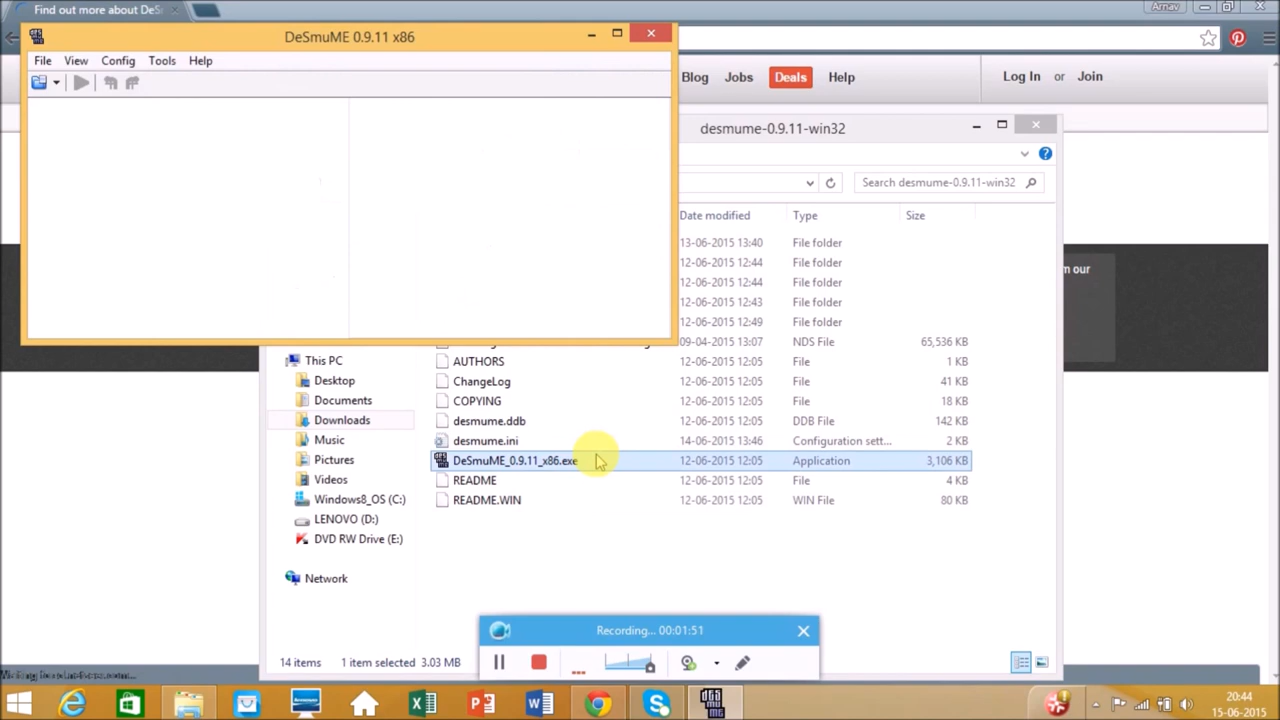 Find out more about DeS
Arnav
DeSmuME 0.9.11 x86
File View Config Tools Help
Blog Jobs Deals Help Log In or Join
desmume-0.9.11-win32
Search desmume-0.9.11-win32
Date modified Type Size
13-06-2015 13:40 File folder
12-06-2015 12:44 File folder
m our
12-06-2015 12:44 File folder
12-06-2015 12:43 File folder
12-06-2015 12:49 File folder
09-04-2015 13:07 NDS File 65,536 KB
This PC
AUTHORS 12-06-2015 12:05 File 1 KB
Desktop
ChangeLog 12-06-2015 12:05 File 41 KB
Documents
COPYING 12-06-2015 12:05 File 18 KB
Downloads
desmume.ddb 12-06-2015 12:05 DDB File 142 KB
Music
desmume.ini 14-06-2015 13:46 Configuration sett... 2 KB
Pictures
DeSmuME_0.9.11_x86.exe 12-06-2015 12:05 Application 3,106 KB
Videos
README 12-06-2015 12:05 File 4 KB
Windows8_OS (C:)
README.WIN 12-06-2015 12:05 WIN File 80 KB
LENOVO (D:)
DVD RW Drive (E:)
Network
Recording... 00:01:51
14 items 1 item selected 3.03 MB
20:44
15-06-2015